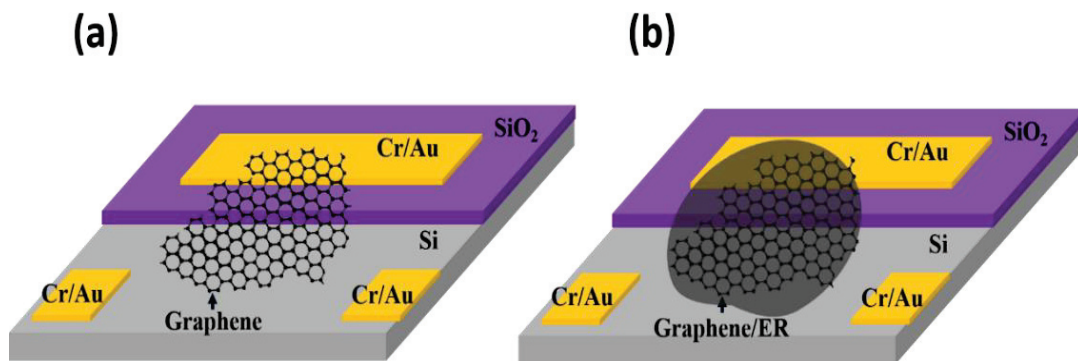 (a)
SiO₂
Cr/Au
Si
Cr/Au
Cr/Au
Graphene
(b)
SiO₂
Cr/Au
Si
Cr/Au
Cr/Au
Graphene/ER